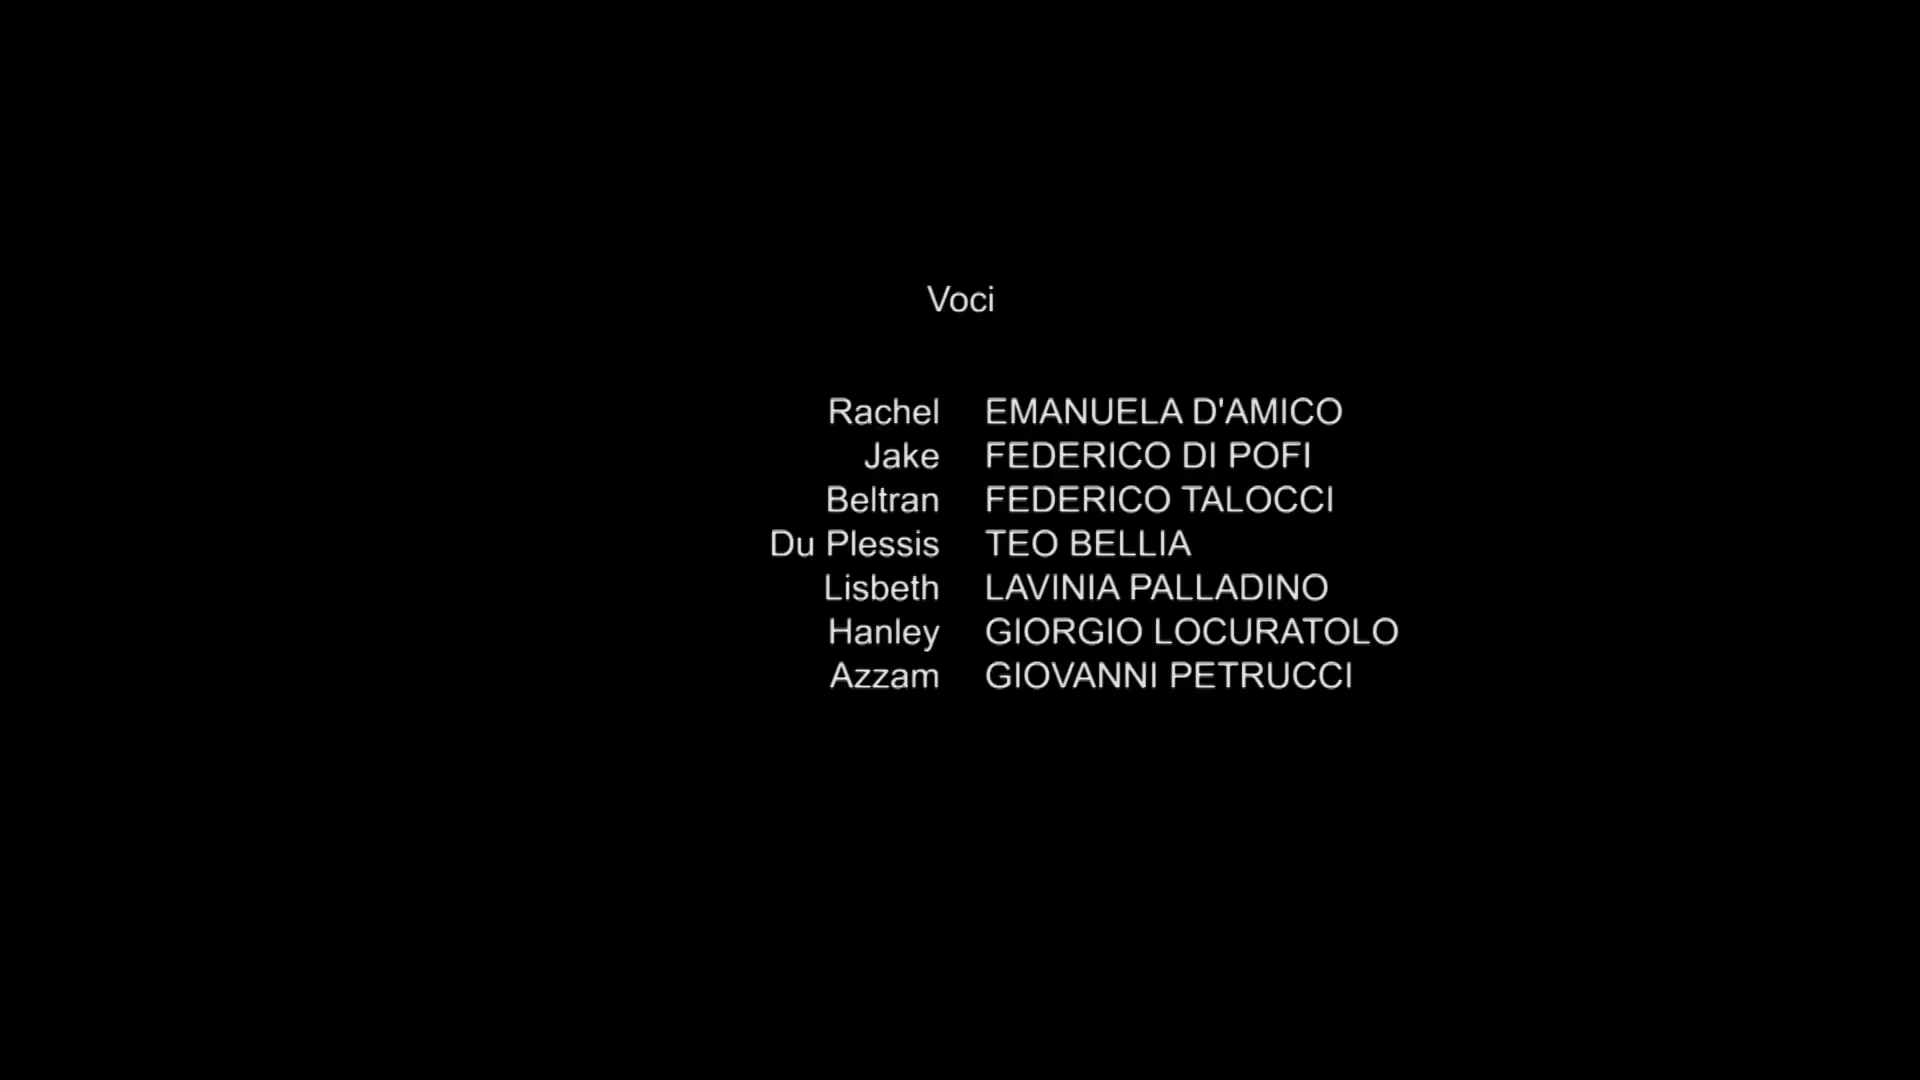 Voci
Rachel EMANUELA D'AMICO
Jake FEDERICO DI POFI
Beltran FEDERICO TALOCCI
Du Plessis TEO BELLIA
Lisbeth LAVINIA PALLADINO
Hanley GIORGIO LOCURATOLO
Azzam GIOVANNI PETRUCCI